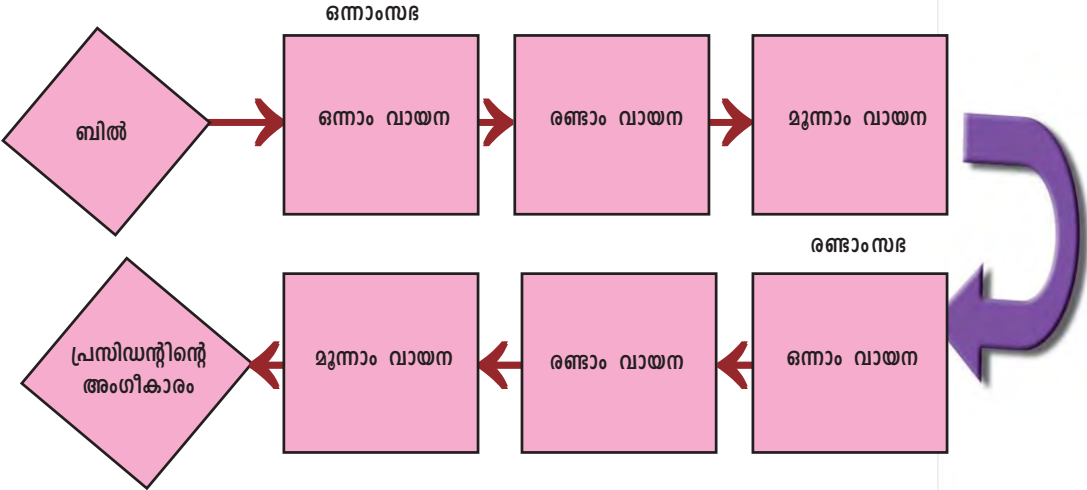 ഒന്നാംസഭ
ബിൽ
ഒന്നാം വായന
രണ്ടാം വായന
മൂന്നാം വായന
രണ്ടാംസഭ
ഒന്നാം വായന
രണ്ടാം വായന
മൂന്നാം വായന
പ്രസിഡന്റിന്റെ
അംഗീകാരം